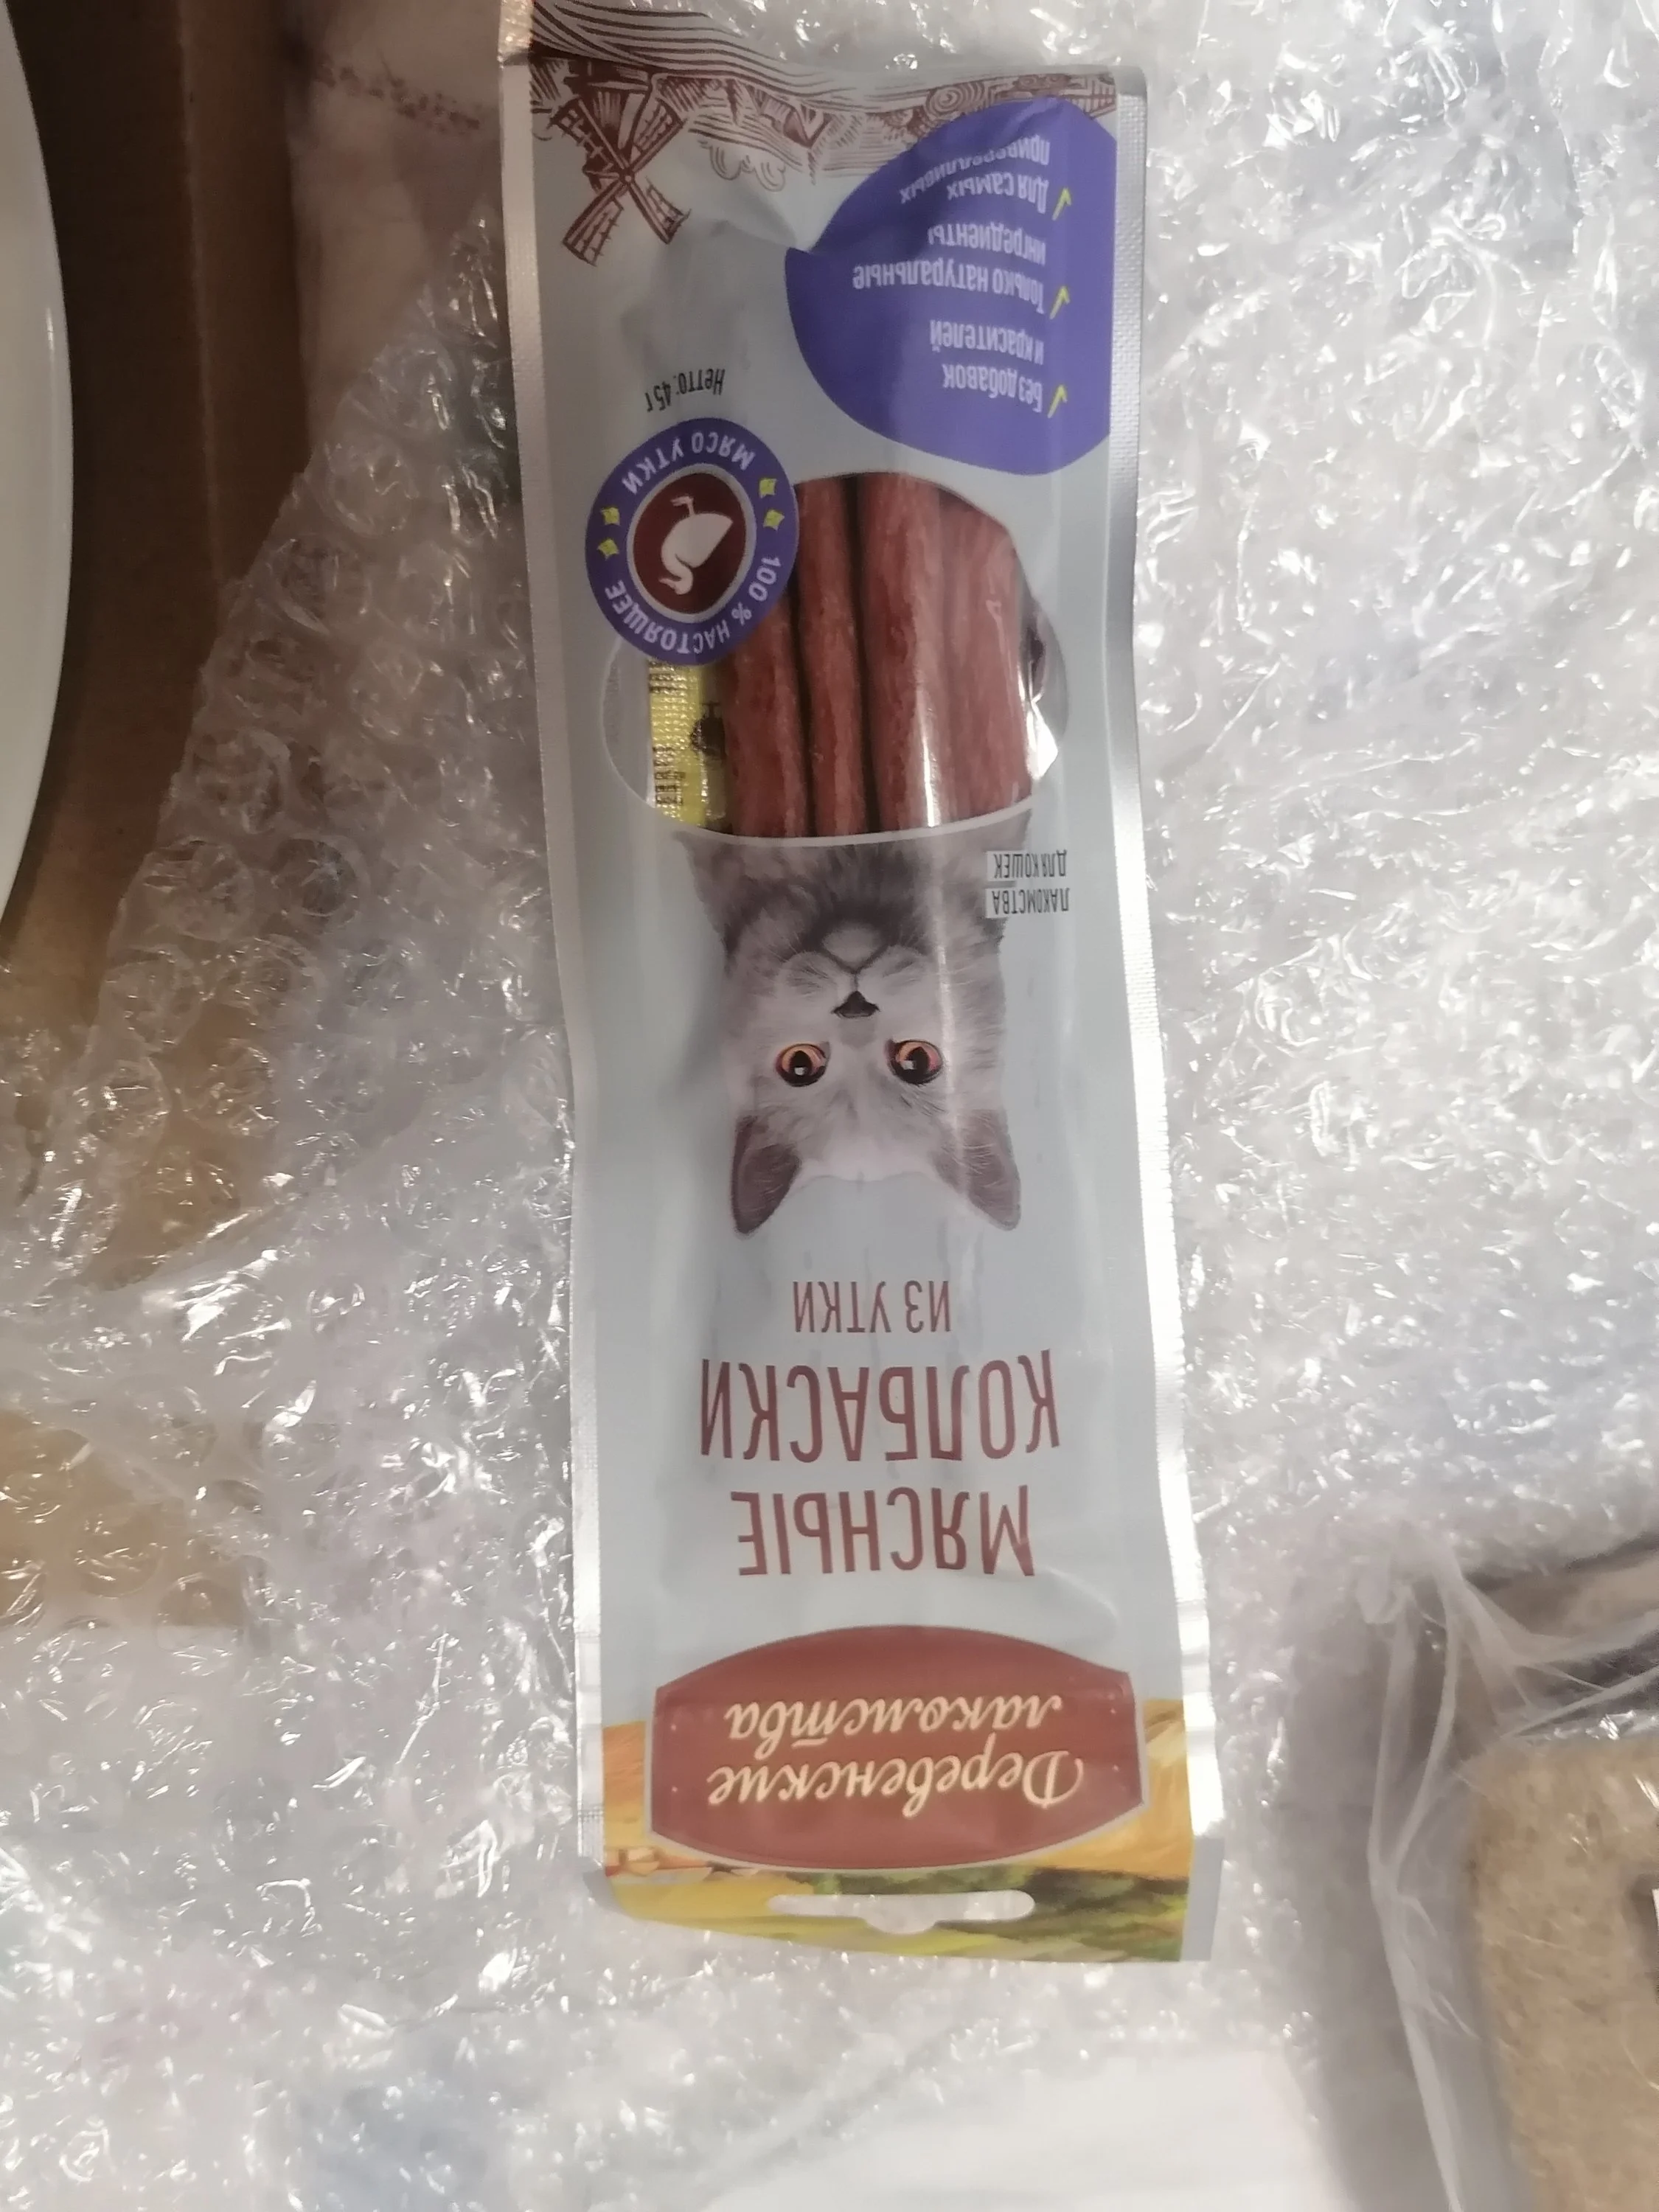 Деревенские
лакомства
МЯСНЫЕ
КОЛБАСКИ
ИЗ УТКИ
ЛАКОМСТВА
ДЛЯ КОШЕК
100 % НАСТОЯЩЕЕ
МЯСО УТКИ
Нетто: 45 г
Без добавок
и красителей
Только натуральные
ингредиенты
Для самых
привередливых